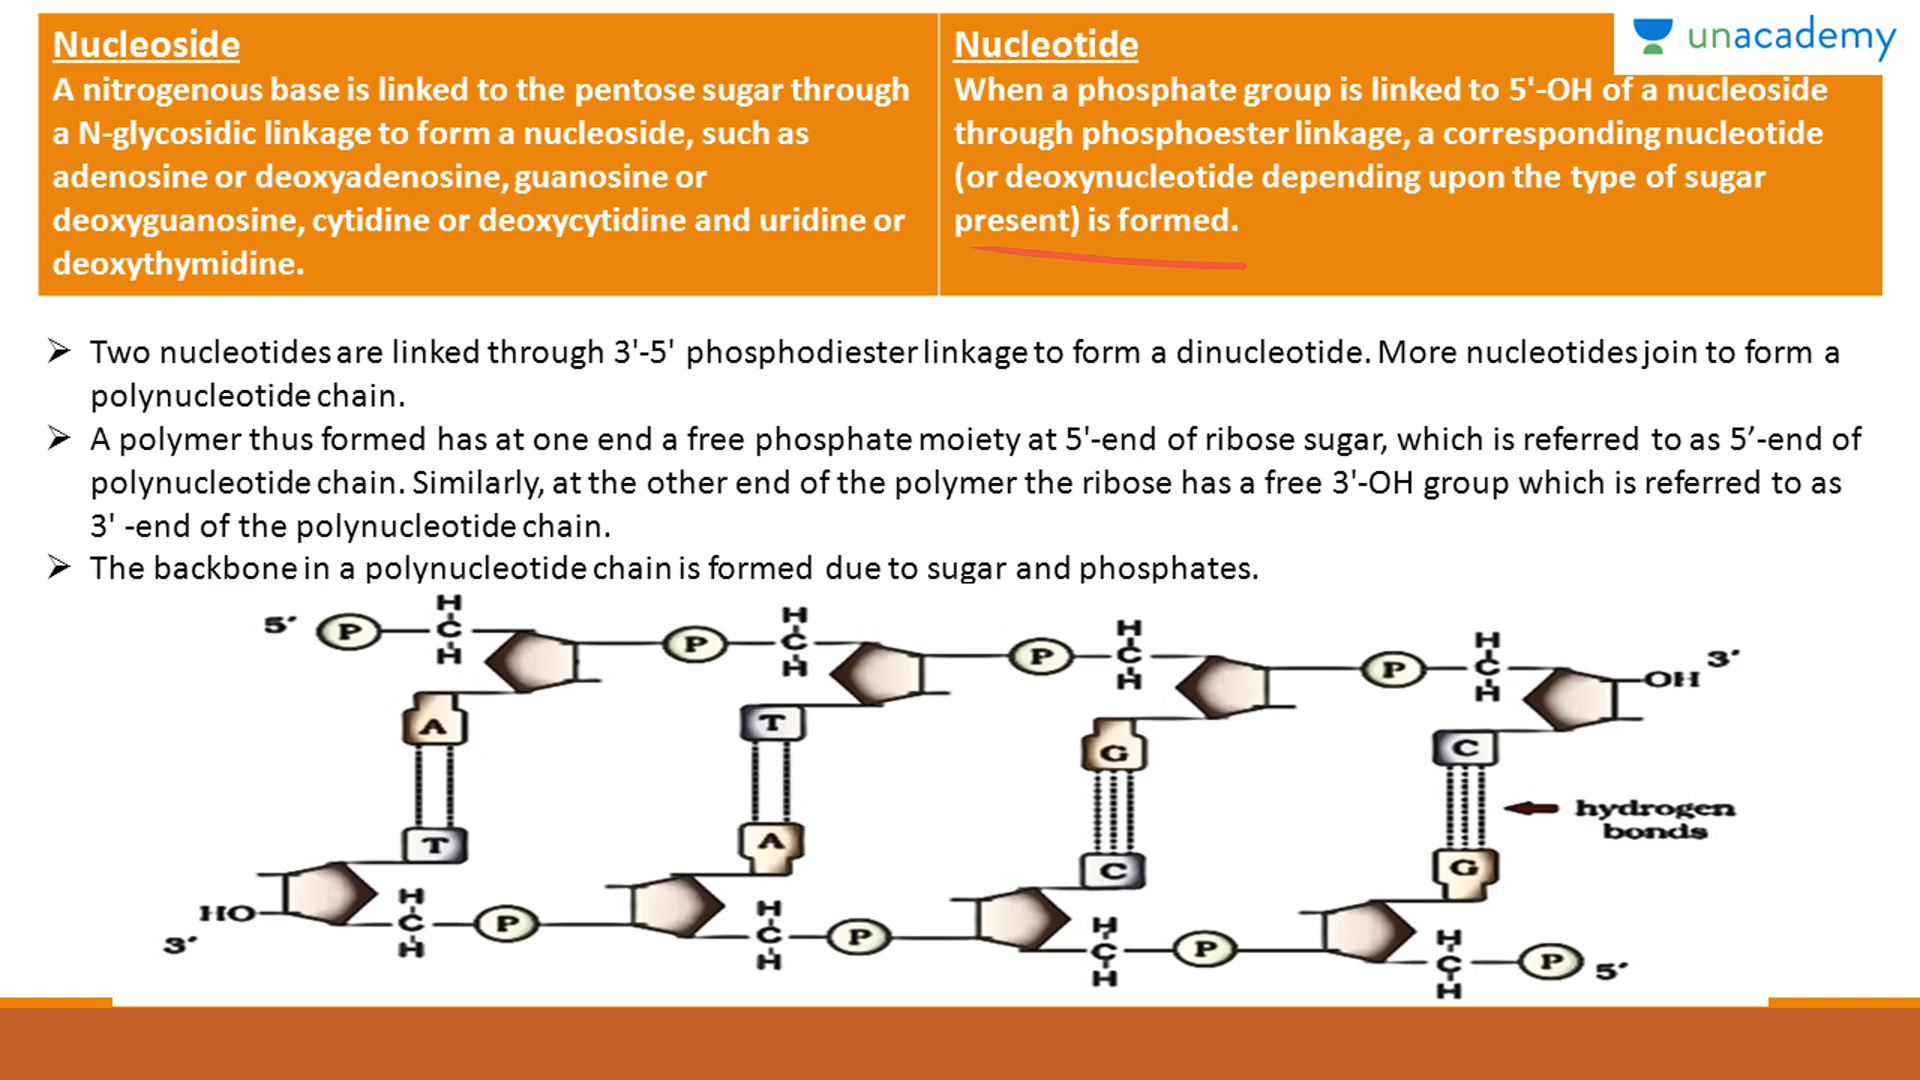 Nucleoside
A nitrogenous base is linked to the pentose sugar through
a N-glycosidic linkage to form a nucleoside, such as
adenosine or deoxyadenosine, guanosine or
deoxyguanosine, cytidine or deoxycytidine and uridine or
deoxythymidine.
Nucleotide
When a phosphate group is linked to 5'-OH of a nucleoside
through phosphoester linkage, a corresponding nucleotide
(or deoxynucleotide depending upon the type of sugar
present) is formed.
unacademy
Two nucleotides are linked through 3'-5' phosphodiester linkage to form a dinucleotide. More nucleotides join to form a
polynucleotide chain.
A polymer thus formed has at one end a free phosphate moiety at 5'-end of ribose sugar, which is referred to as 5’-end of
polynucleotide chain. Similarly, at the other end of the polymer the ribose has a free 3'-OH group which is referred to as
3' -end of the polynucleotide chain.
The backbone in a polynucleotide chain is formed due to sugar and phosphates.
H H H H
5′ P C P C P C P C OH 3′
H H H H
A T G C
hydrogen
bonds
T A C G
H H H H
HO C P C P C P C P
3′ H H H H 5′